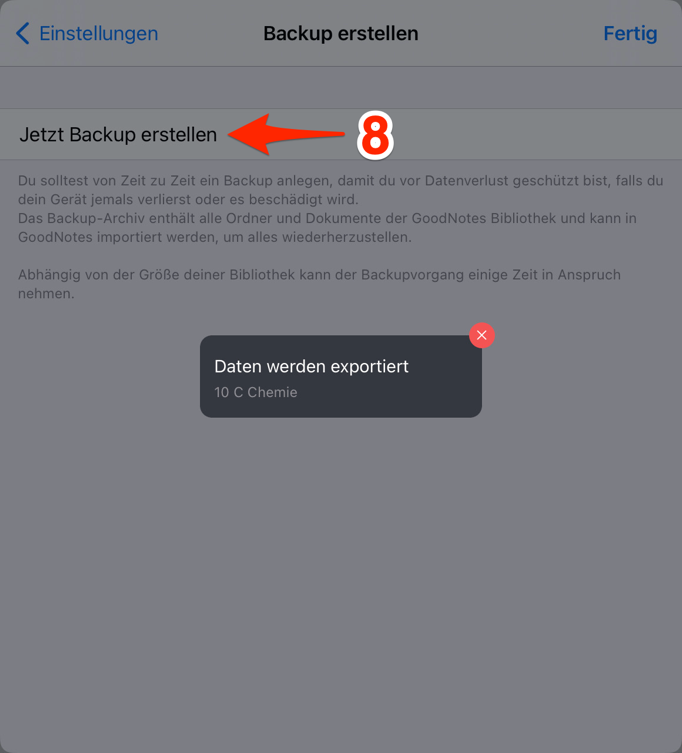 Einstellungen Backup erstellen Fertig
Jetzt Backup erstellen 8
Du solltest von Zeit zu Zeit ein Backup anlegen, damit du vor Datenverlust geschützt bist, falls du
dein Gerät jemals verlierst oder es beschädigt wird.
Das Backup-Archiv enthält alle Ordner und Dokumente der GoodNotes Bibliothek und kann in
GoodNotes importiert werden, um alles wiederherzustellen.
Abhängig von der Größe deiner Bibliothek kann der Backupvorgang einige Zeit in Anspruch
nehmen.
Daten werden exportiert
10 C Chemie